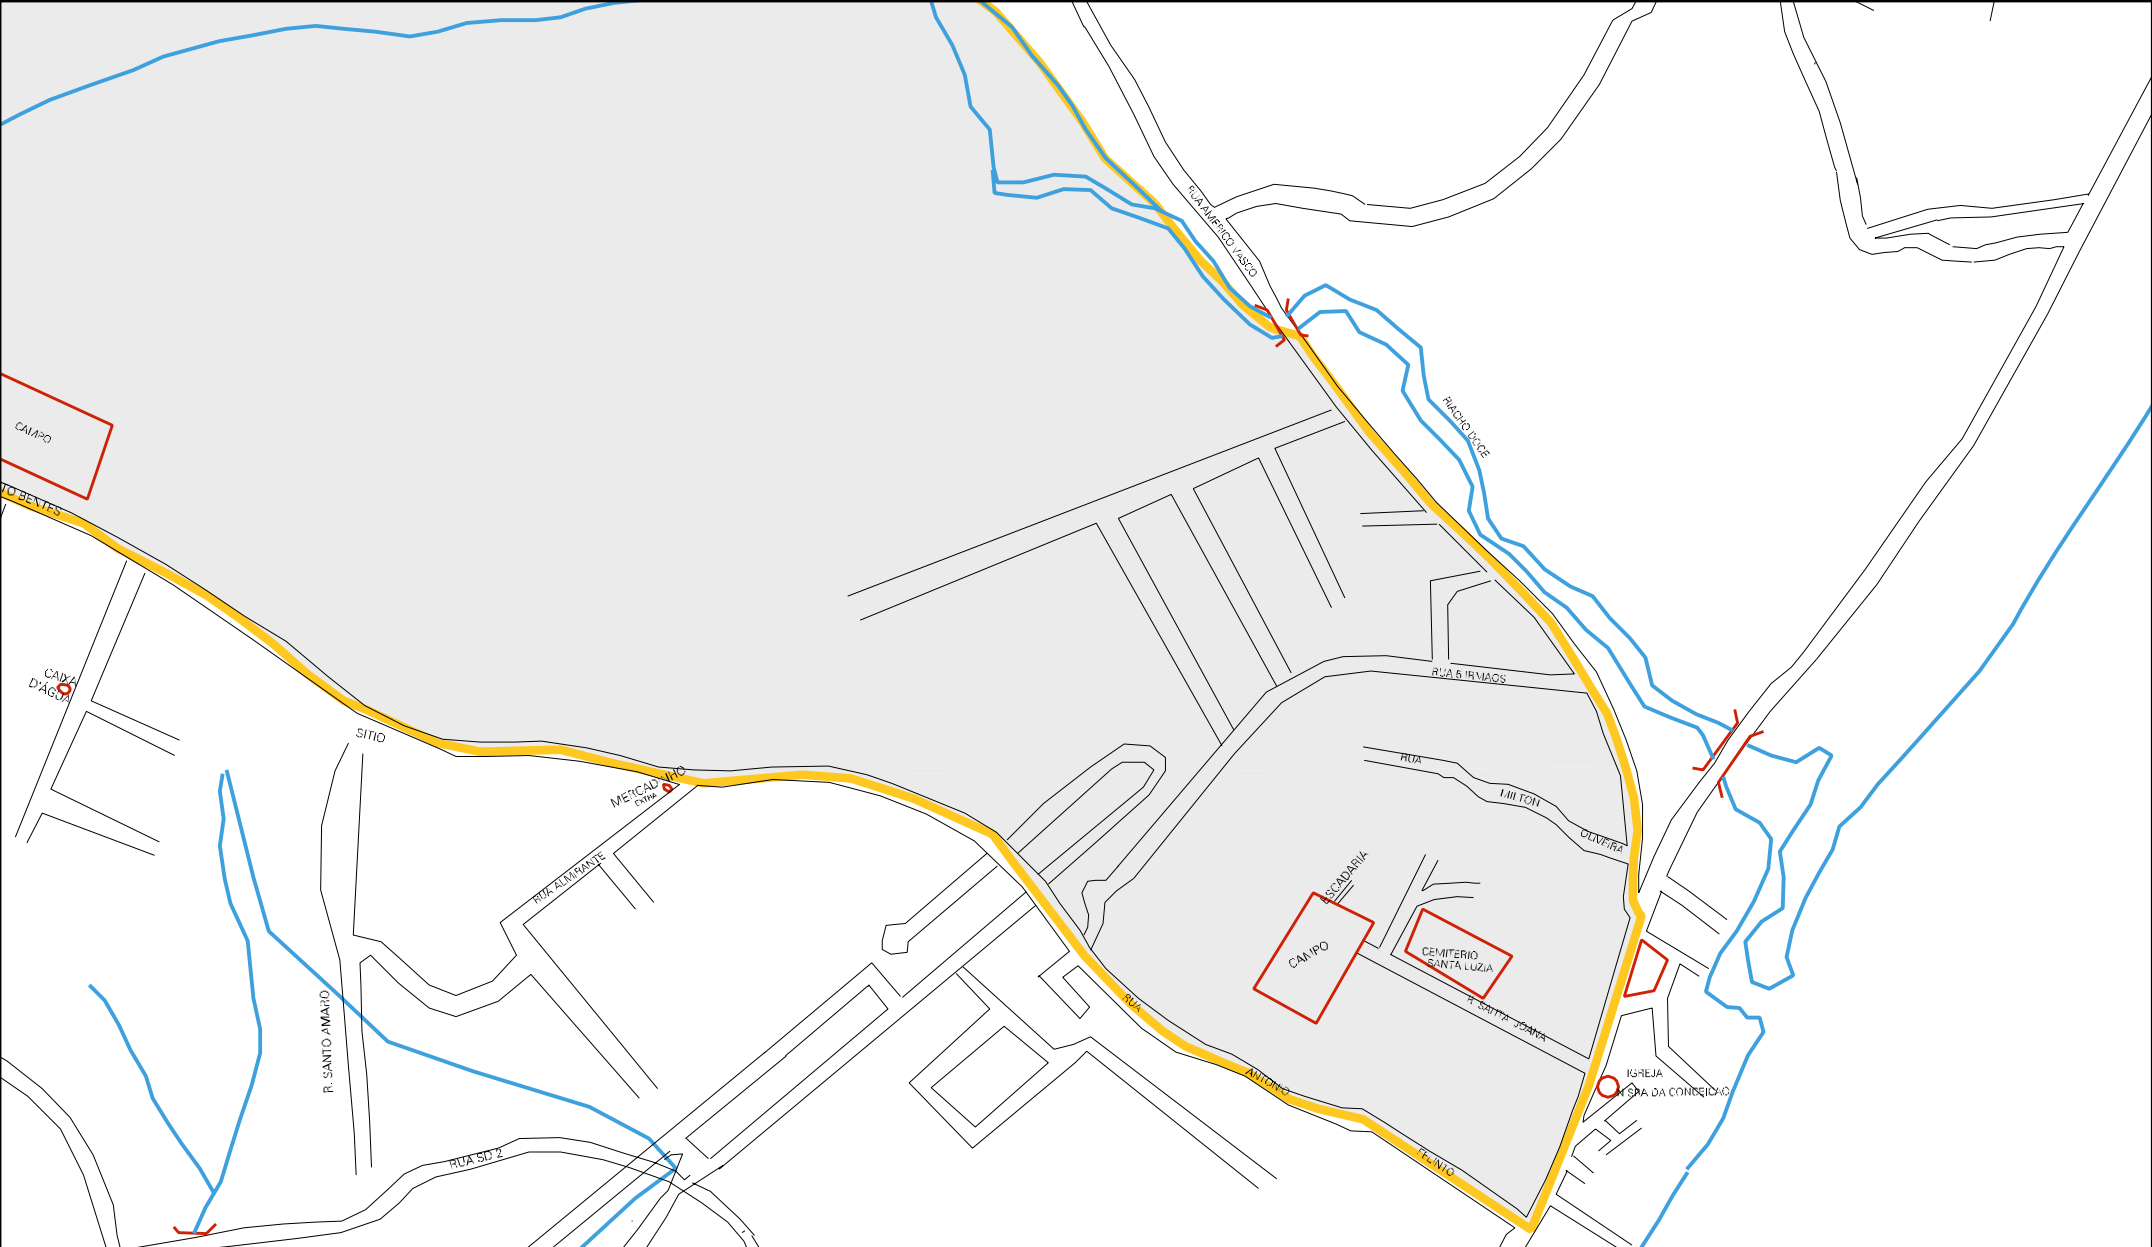 RUA AMERICO VASCO
RIACHO DOCE
CAMPO
TO BENTES
CAIXA
D'ÁGUA
SITIO
MERCADINHO
EXTRA
RUA 5 IRMAOS
RUA
MILTON
OLIVEIRA
RUA ALMIRANTE
ESCADARIA
CAMPO
CEMITERIO
SANTA LUZIA
R. SANTA JOANA
R. SANTO AMARO
RUA
ANTONIO
FELINTO
IGREJA
N SRA DA CONCEICAO
RUA SD 2